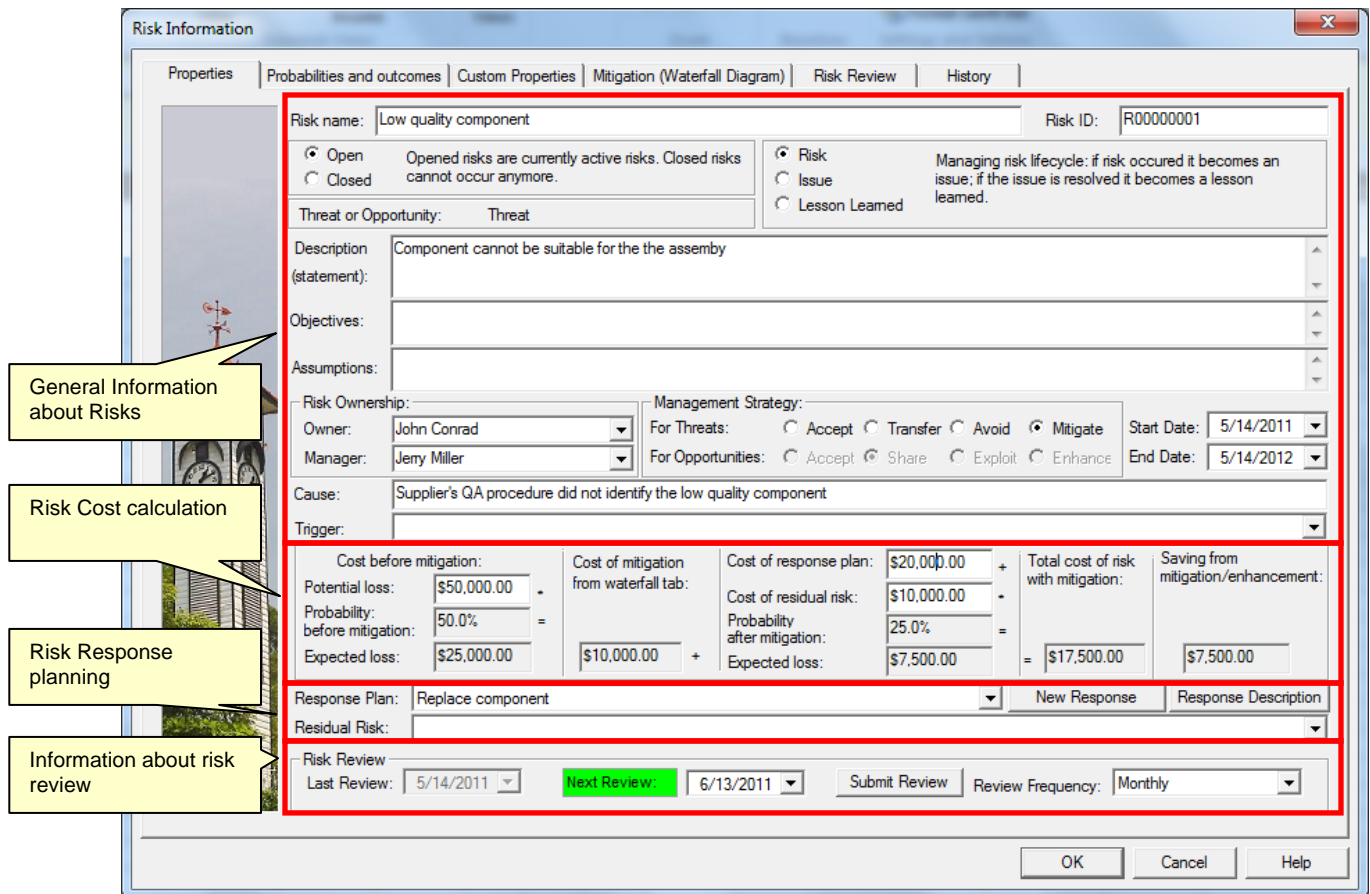 Risk Information
Properties
Probabilities and outcomes
Custom Properties
Mitigation (Waterfall Diagram)
Risk Review
History
Risk name:
Low quality component
Risk ID:
R00000001
Open
Closed
Opened risks are currently active risks. Closed risks
cannot occur anymore.
Risk
Issue
Lesson Learned
Managing risk lifecycle: if risk occured it becomes an
issue; if the issue is resolved it becomes a lesson
learned.
Threat or Opportunity:
Threat
Description
(statement):
Component cannot be suitable for the the assemby
Objectives:
Assumptions:
General Information
about Risks
Risk Ownership:
Owner:
John Conrad
Manager:
Jerry Miller
Management Strategy:
For Threats:
Accept
Transfer
Avoid
Mitigate
For Opportunities:
Accept
Share
Exploit
Enhance
Start Date:
5/14/2011
End Date:
5/14/2012
Cause:
Supplier's QA procedure did not identify the low quality component
Trigger:
Risk Cost calculation
Cost before mitigation:
Potential loss:
$50,000.00
*
Probability:
before mitigation:
50.0%
=
Expected loss:
$25,000.00
Cost of mitigation
from waterfall tab:
$10,000.00
+
Cost of response plan:
$20,000.00
+
Cost of residual risk:
$10,000.00
*
Probability
after mitigation:
25.0%
=
Expected loss:
$7,500.00
Total cost of risk
with mitigation:
= $17,500.00
Saving from
mitigation/enhancement:
$7,500.00
Risk Response
planning
Response Plan:
Replace component
New Response
Response Description
Residual Risk:
Information about risk
review
Risk Review
Last Review:
5/14/2011
Next Review:
6/13/2011
Submit Review
Review Frequency:
Monthly
OK
Cancel
Help